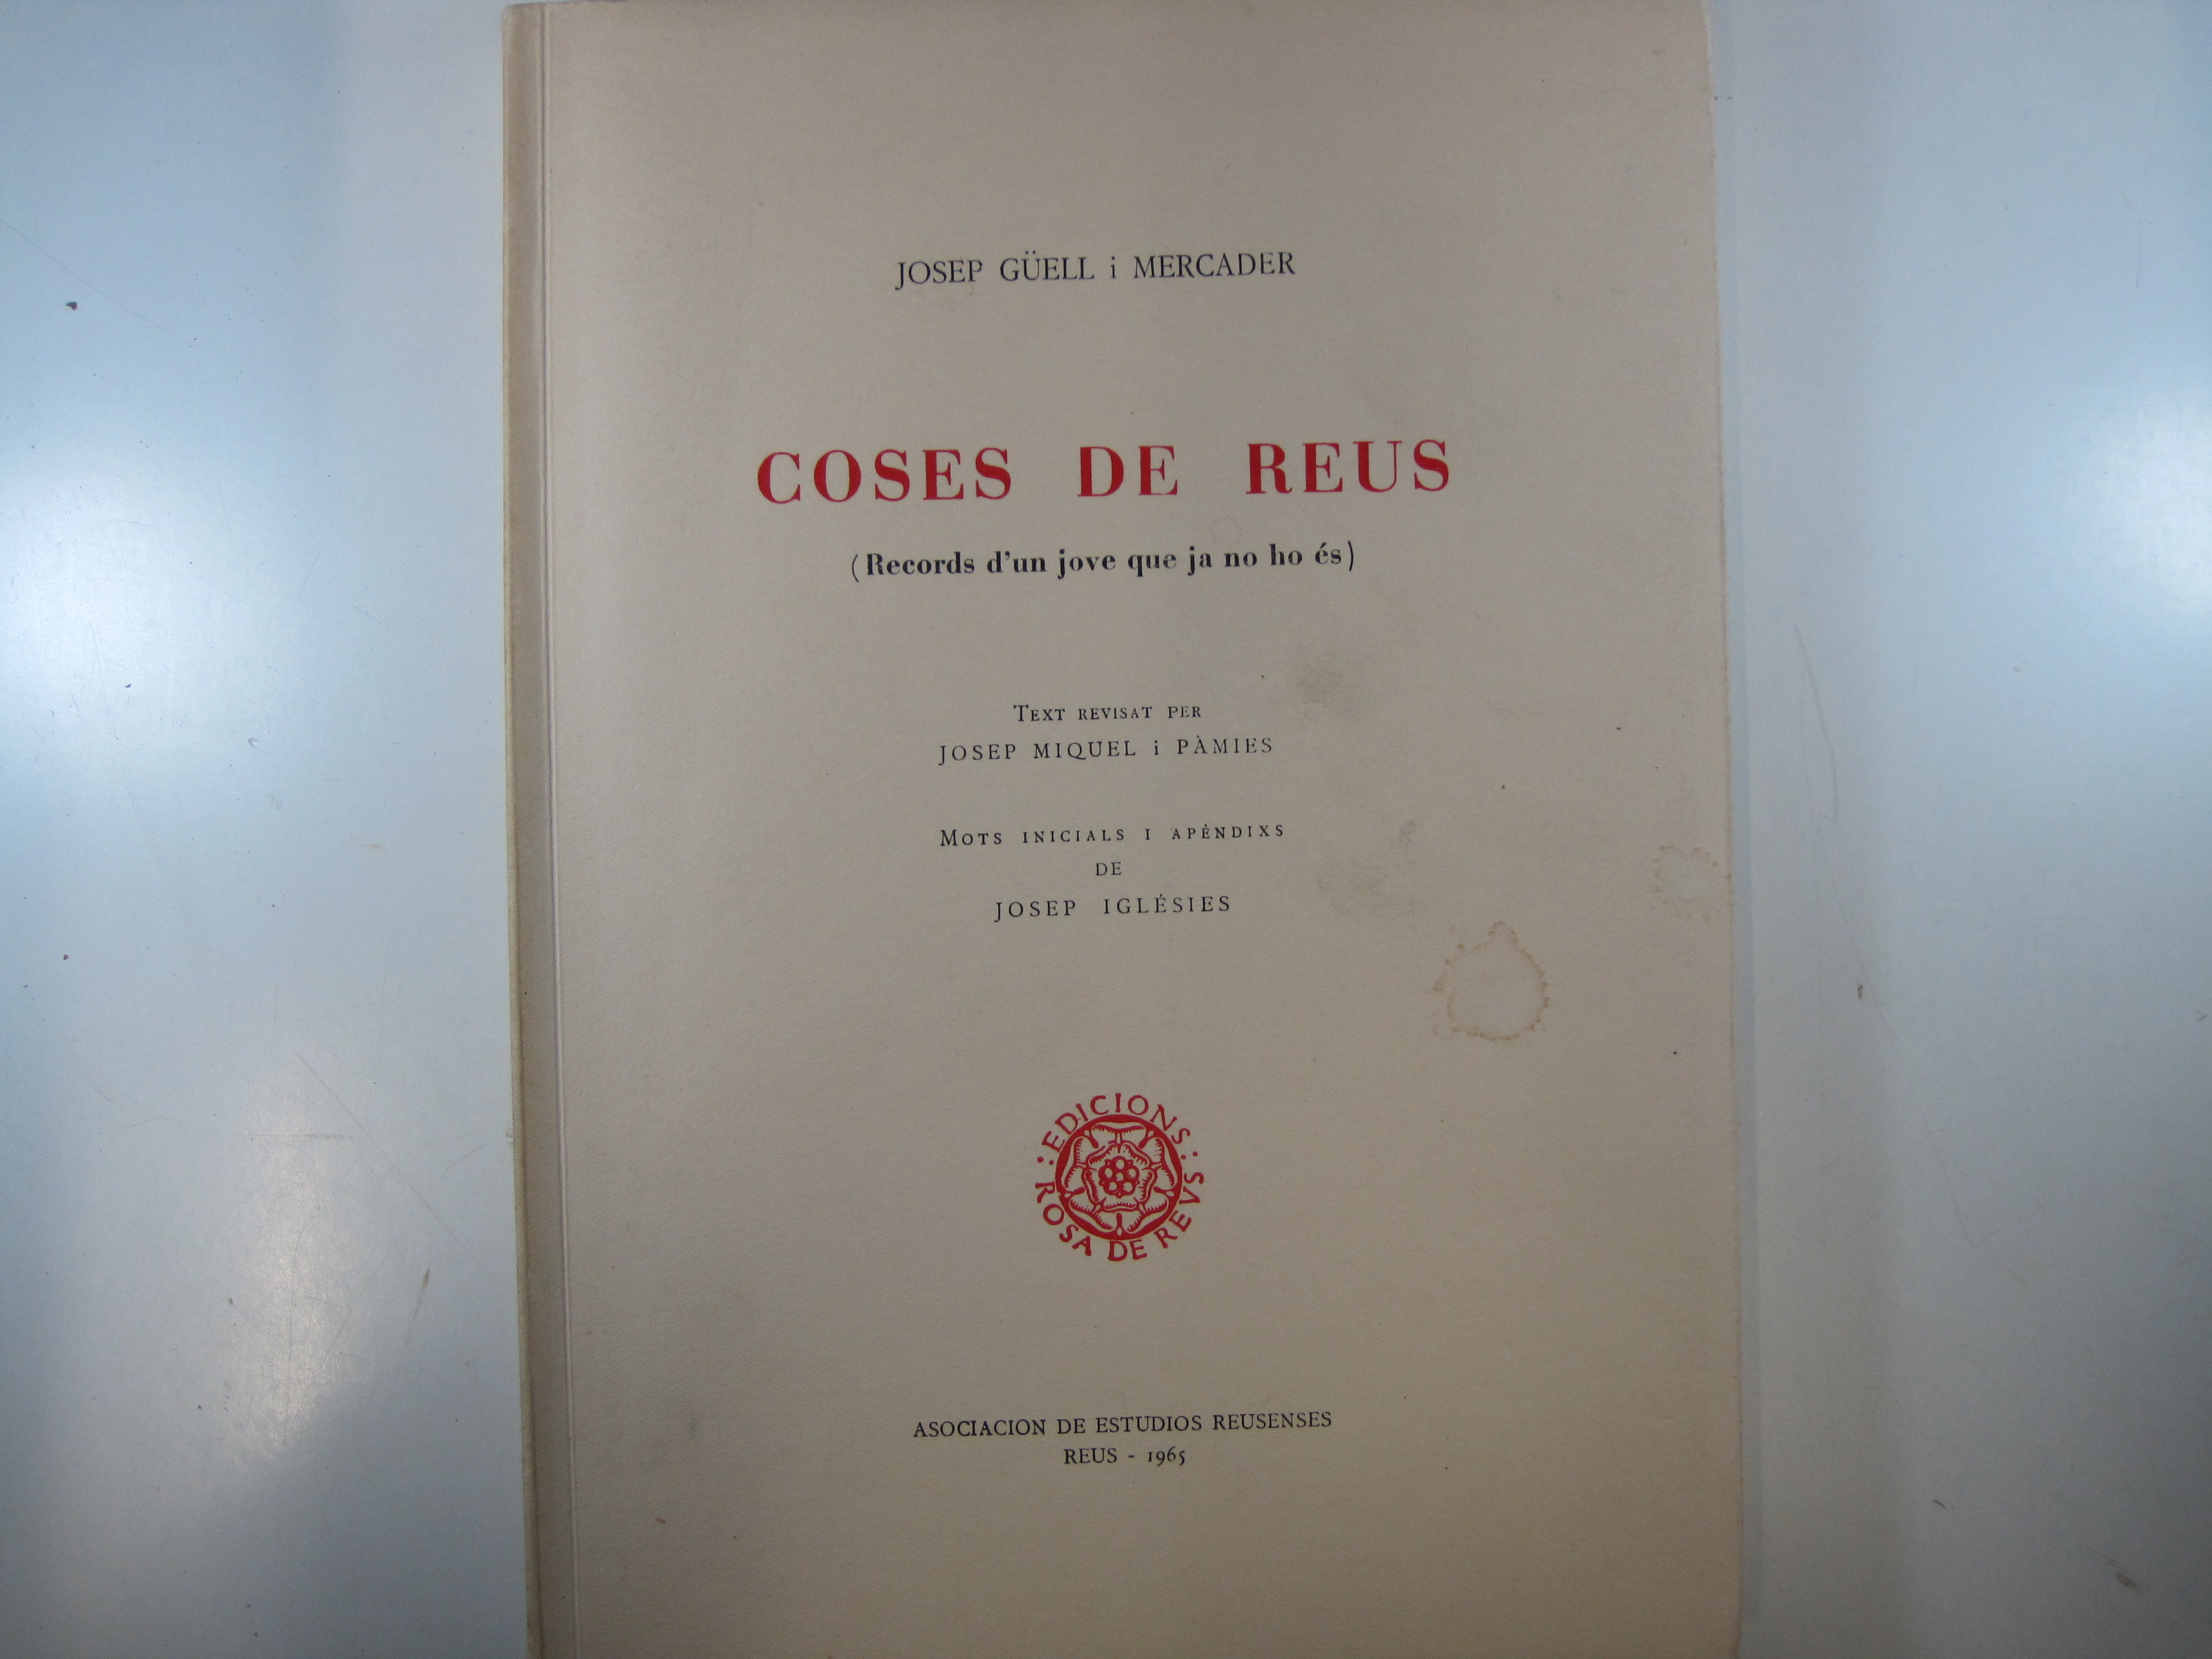 JOSEP GÜELL i MERCADER
COSES DE REUS
(Records d'un jove que ja no ho és)
TEXT REVISAT PER
JOSEP MIQUEL i PÀMIES
MOTS INICIALS I APÈNDIXS
DE
JOSEP IGLÉSIES
:EDICIONS:
ROSA DE REVS
ASOCIACION DE ESTUDIOS REUSENSES
REUS - 1965